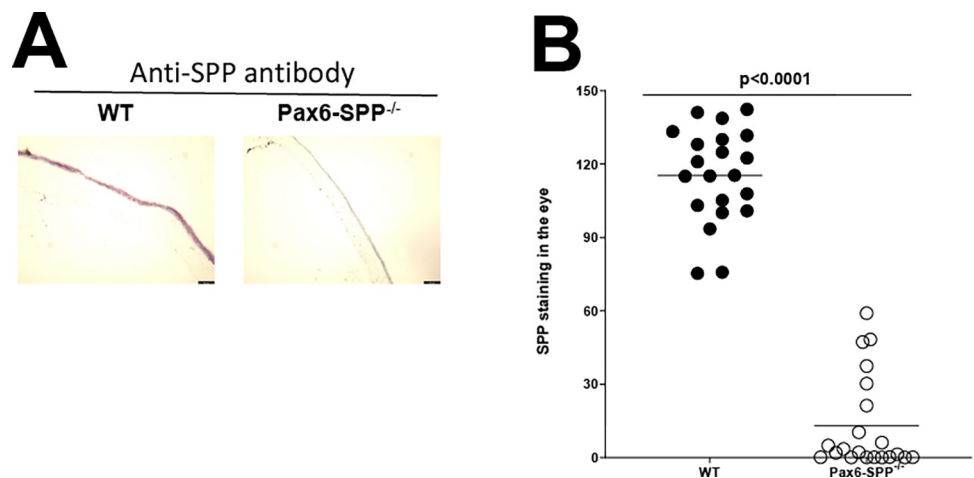 A
Anti-SPP antibody
WT
Pax6-SPP-/-
B
p<0.0001
150
120
90
60
30
0
SPP staining in the eye
WT
Pax6-SPP-/-